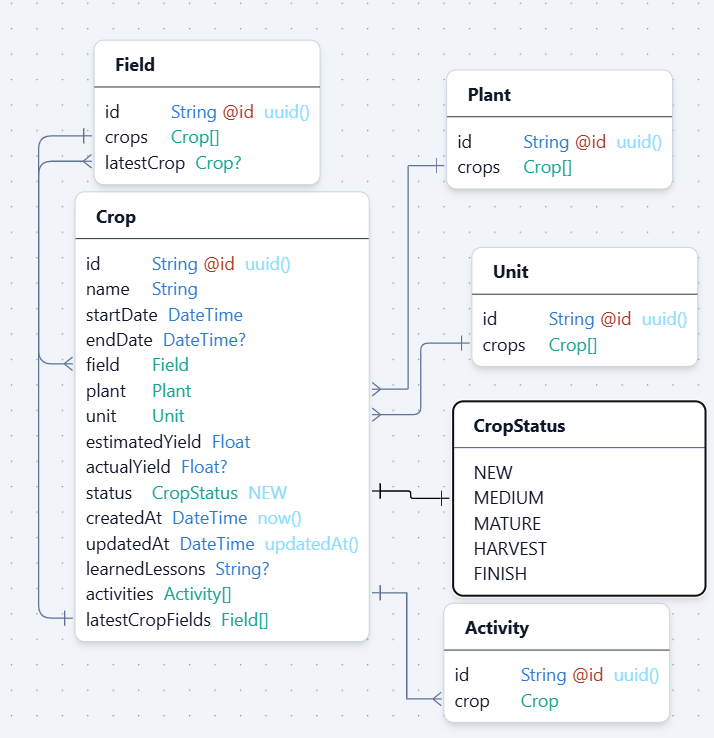 Field
id String @id uuid()
crops Crop[]
latestCrop Crop?
Plant
id String @id uuid()
crops Crop[]
Crop
id String @id uuid()
name String
startDate DateTime
endDate DateTime?
field Field
plant Plant
unit Unit
estimatedYield Float
actualYield Float?
status CropStatus NEW
createdAt DateTime now()
updatedAt DateTime updatedAt()
learnedLessons String?
activities Activity[]
latestCropFields Field[]
Unit
id String @id uuid()
crops Crop[]
CropStatus
NEW
MEDIUM
MATURE
HARVEST
FINISH
Activity
id String @id uuid()
crop Crop